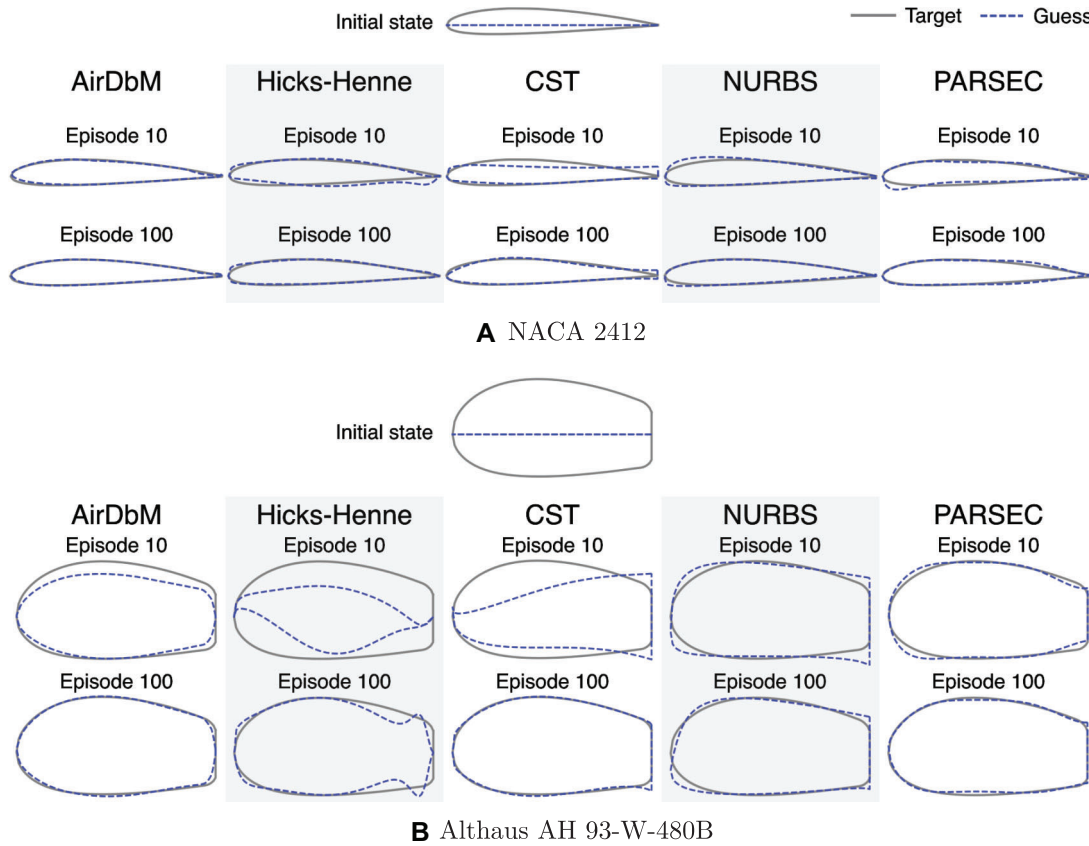 Initial state
Target Guess
AirDbM Hicks-Henne CST NURBS PARSEC
Episode 10 Episode 10 Episode 10 Episode 10 Episode 10
Episode 100 Episode 100 Episode 100 Episode 100 Episode 100
A NACA 2412
Initial state
AirDbM Hicks-Henne CST NURBS PARSEC
Episode 10 Episode 10 Episode 10 Episode 10 Episode 10
Episode 100 Episode 100 Episode 100 Episode 100 Episode 100
B Althaus AH 93-W-480B